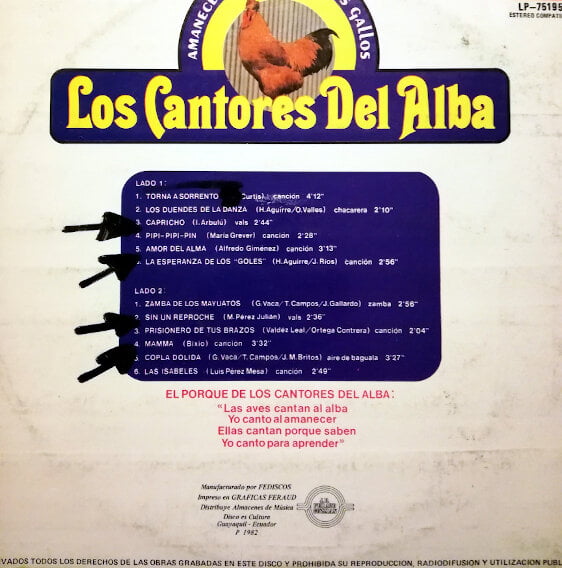 AMANECE
GALLOS
LP-75195
ESTEREO COMPATI
Los Cantores Del Alba
LADO 1:
1. TORNA A SORRENTO Curtis) canción 4'12"
2. LOS DUENDES DE LA DANZA (H.Aguirre/O.Valles) chacarera 2'10"
3. CAPRICHO (I.Arbulú) vals 2'44"
4. PIPI-PIPI-PIN (María Grever) canción 2'28"
5. AMOR DEL ALMA (Alfredo Giménez) canción 3'13"
LA ESPERANZA DE LOS "GOLES" (H.Aguirre/J.Ríos) canción 2'56"
LADO 2:
1. ZAMBA DE LOS MAYUATOS (G.Vaca/T.Campos/J.Gallardo) zamba 2'56"
2. SIN UN REPROCHE (M.Pérez Julián) vals 2'36"
3. PRISIONERO DE TUS BRAZOS (Valdéz Leal/Ortega Contrera) canción 2'04"
4. MAMMA (Bixio) canción 3'32"
5. COPLA DOLIDA (G.Vaca/T.Campos/J.M.Britos) aire de baguala 3'27"
6. LAS ISABELES (Luis Pérez Mesa) canción 2'49"
EL PORQUE DE LOS CANTORES DEL ALBA:
"Las aves cantan al alba
Yo canto al amanecer
Ellas cantan porque saben
Yo canto para aprender"
Manufacturado por FEDISCOS
Impreso en GRAFICAS FERAUD
Distribuye Almacenes de Música
Disco es Cultura
Guayaquil - Ecuador
P 1982
VADOS TODOS LOS DERECHOS DE LAS OBRAS GRABADAS EN ESTE DISCO Y PROHIBIDA SU REPRODUCCION, RADIODIFUSION Y UTILIZACION PUBL